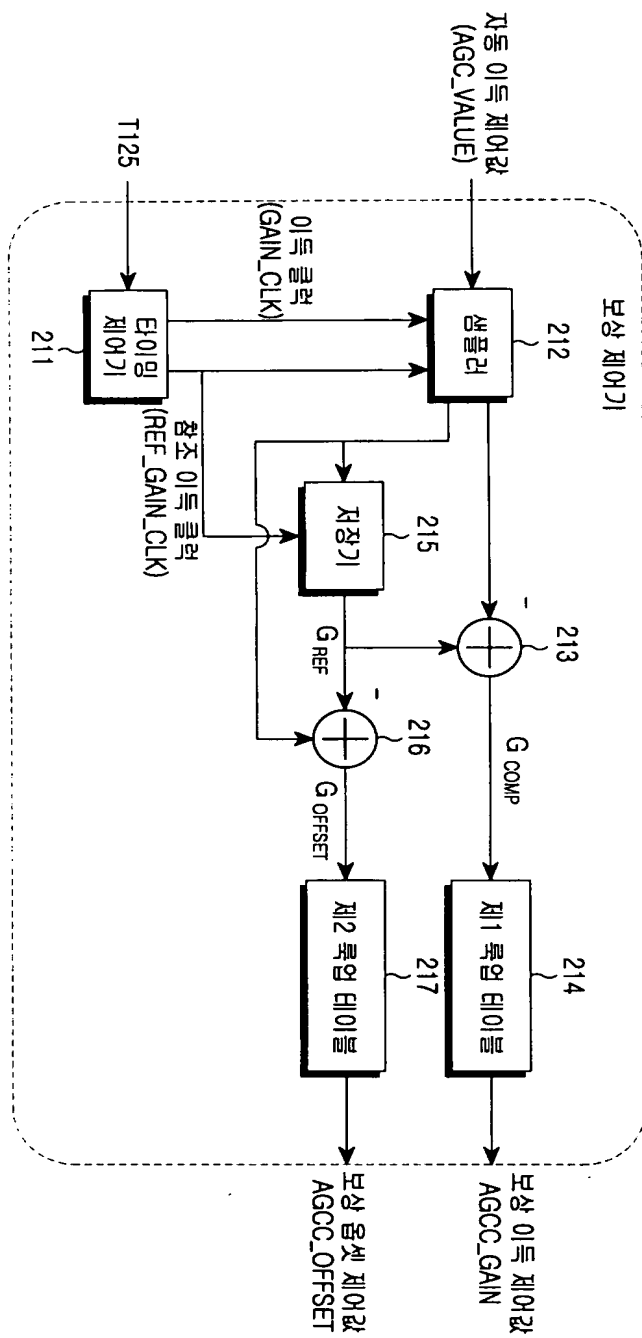 보상 제어기
자동 이득 제어값
(AGC_VALUE)
샘플러
212
213
G COMP
제1 룩업 테이블
214
보상 이득 제어값
AGCC_GAIN
이득 클럭
(GAIN_CLK)
저장기
215
G REF
216
G OFFSET
제2 룩업 테이블
217
보상 옵셋 제어값
AGCC_OFFSET
T125
타이밍
제어기
211
참조 이득 클럭
(REF_GAIN_CLK)
-
-